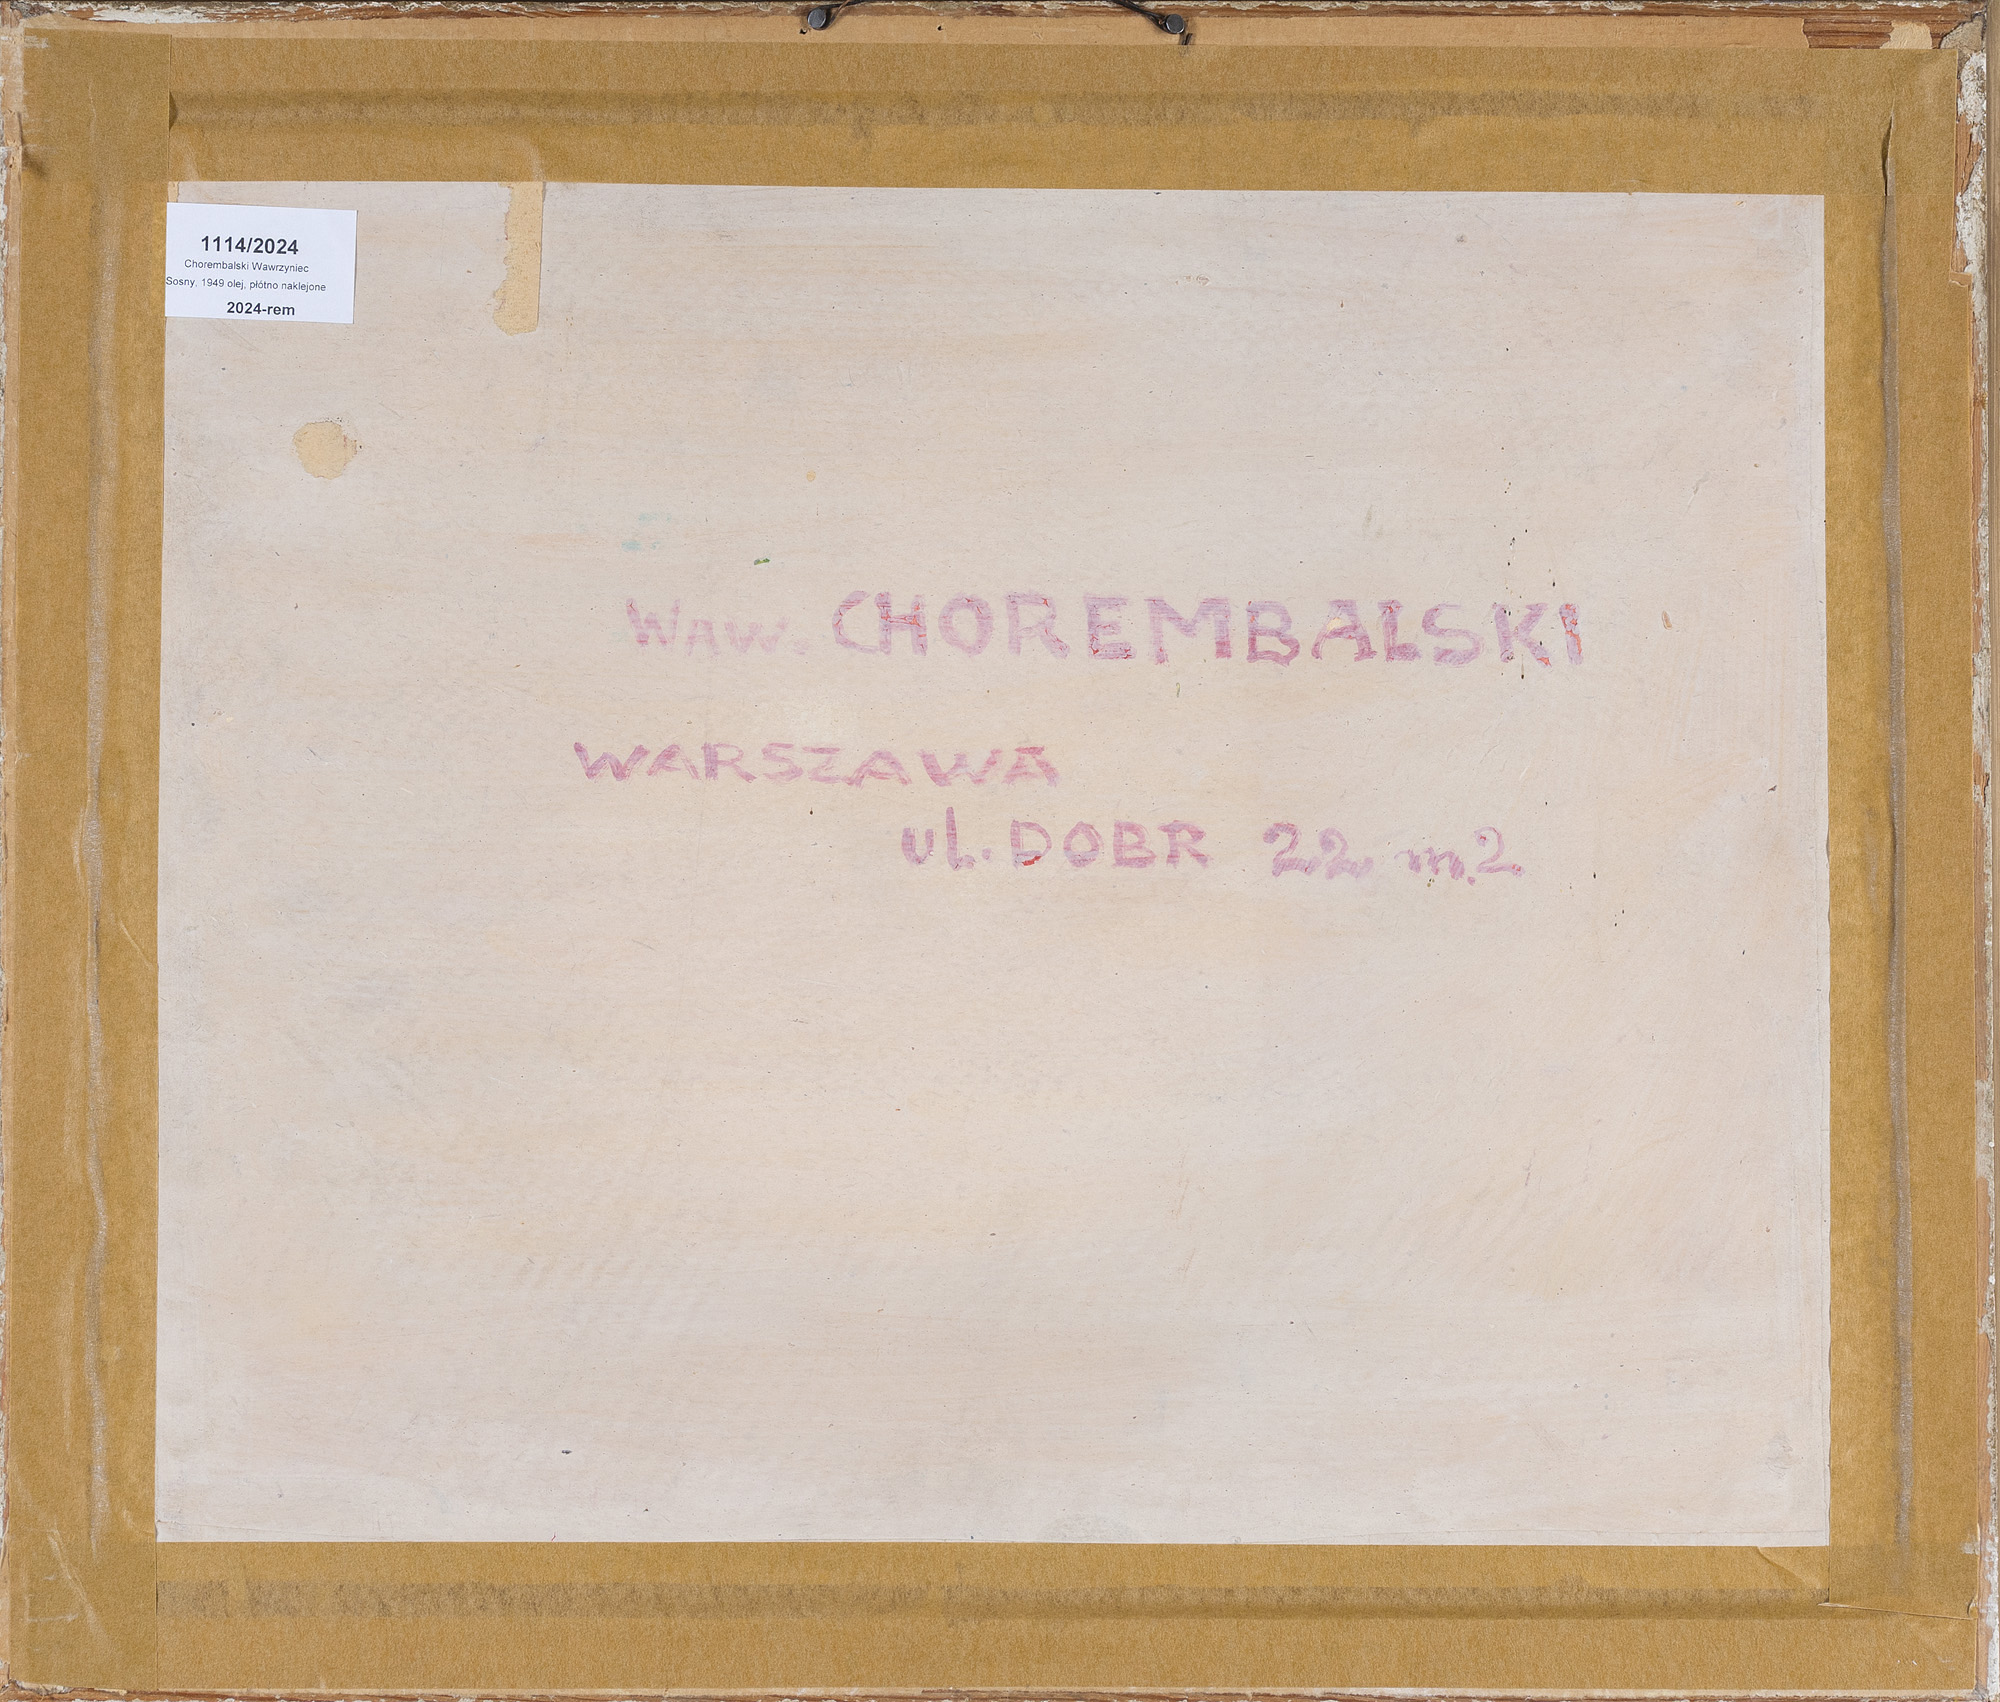 1114/2024
Chorembalski Wawrzyniec
Sosny, 1949 olej, płótno naklejone
2024-rem
WAW. CHOREMBALSKI
WARSZAWA
ul. DOBR 22 m.2